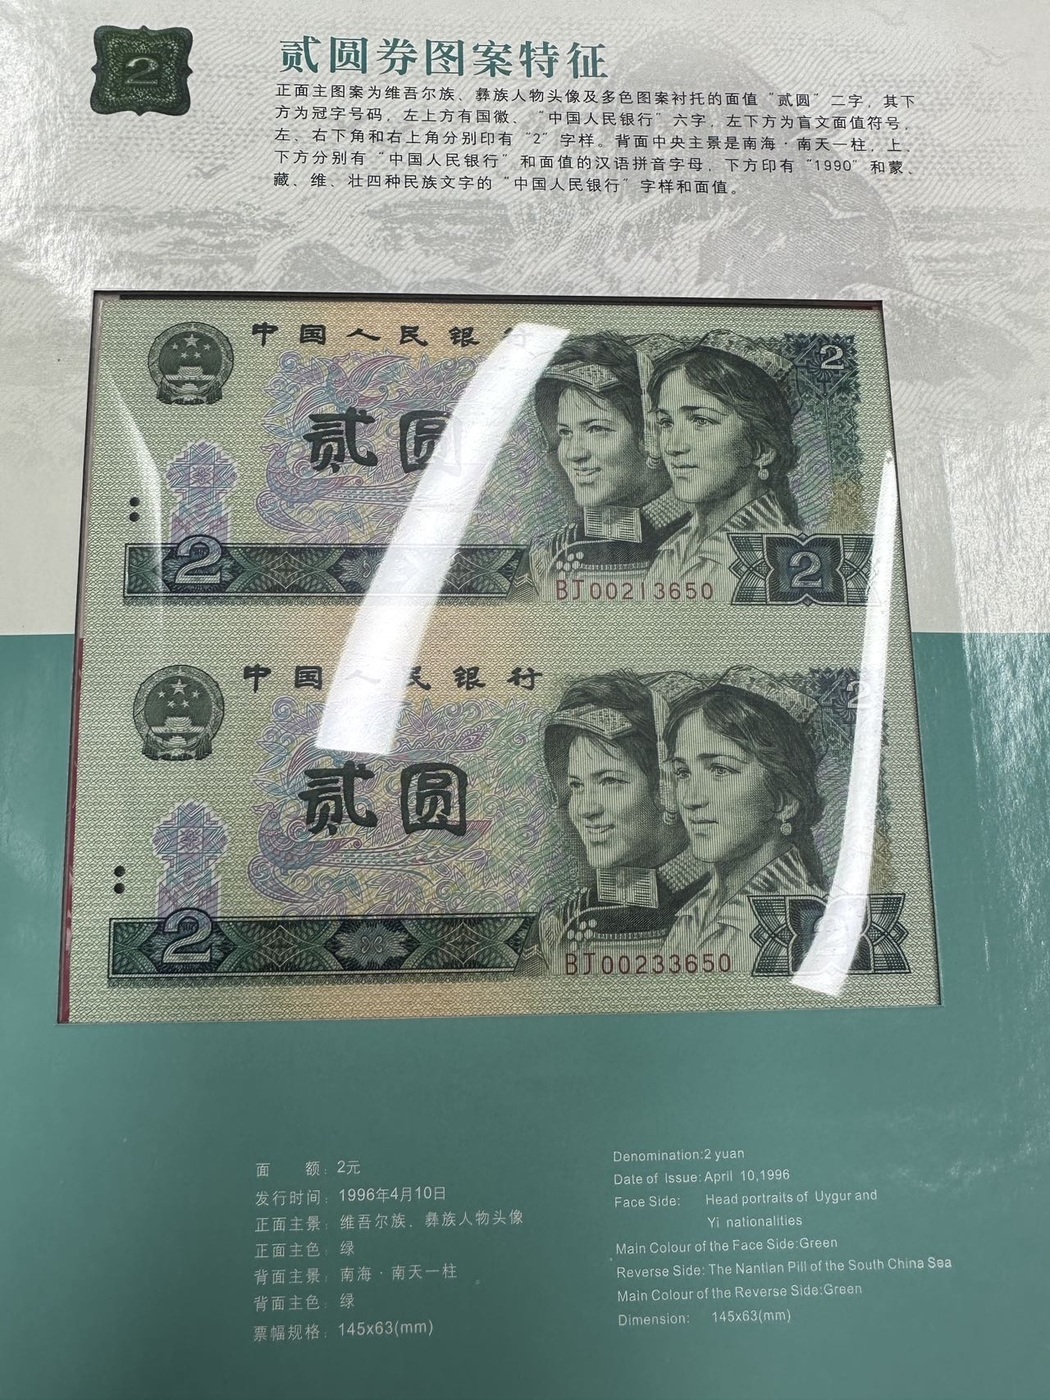 2
贰圆券图案特征
正面主图案为维吾尔族、彝族人物头像及多色图案衬托的面值“贰圆”二字，其下
方为冠字号码，左上方有国徽、“中国人民银行”六字，左下方为盲文面值符号，
左、右下角和右上角分别印有“2”字样。背面中央主景是南海·南天一柱，上、
下方分别有“中国人民银行”和面值的汉语拼音字母，下方印有“1990”和蒙、
藏、维、壮四种民族文字的“中国人民银行”字样和面值。
中国人民银行
2
贰圆
2
2
BJ00213650
中国人民银行
2
贰圆
2
2
BJ00233650
面 额：2元
发行时间：1996年4月10日
正面主景：维吾尔族、彝族人物头像
正面主色：绿
背面主景：南海·南天一柱
背面主色：绿
票幅规格：145x63(mm)
Denomination:2 yuan
Date of Issue:April 10,1996
Face Side: Head portraits of Uygur and
Yi nationalities
Main Colour of the Face Side:Green
Reverse Side: The Nantian Pill of the South China Sea
Main Colour of the Reverse Side:Green
Dimension: 145x63(mm)